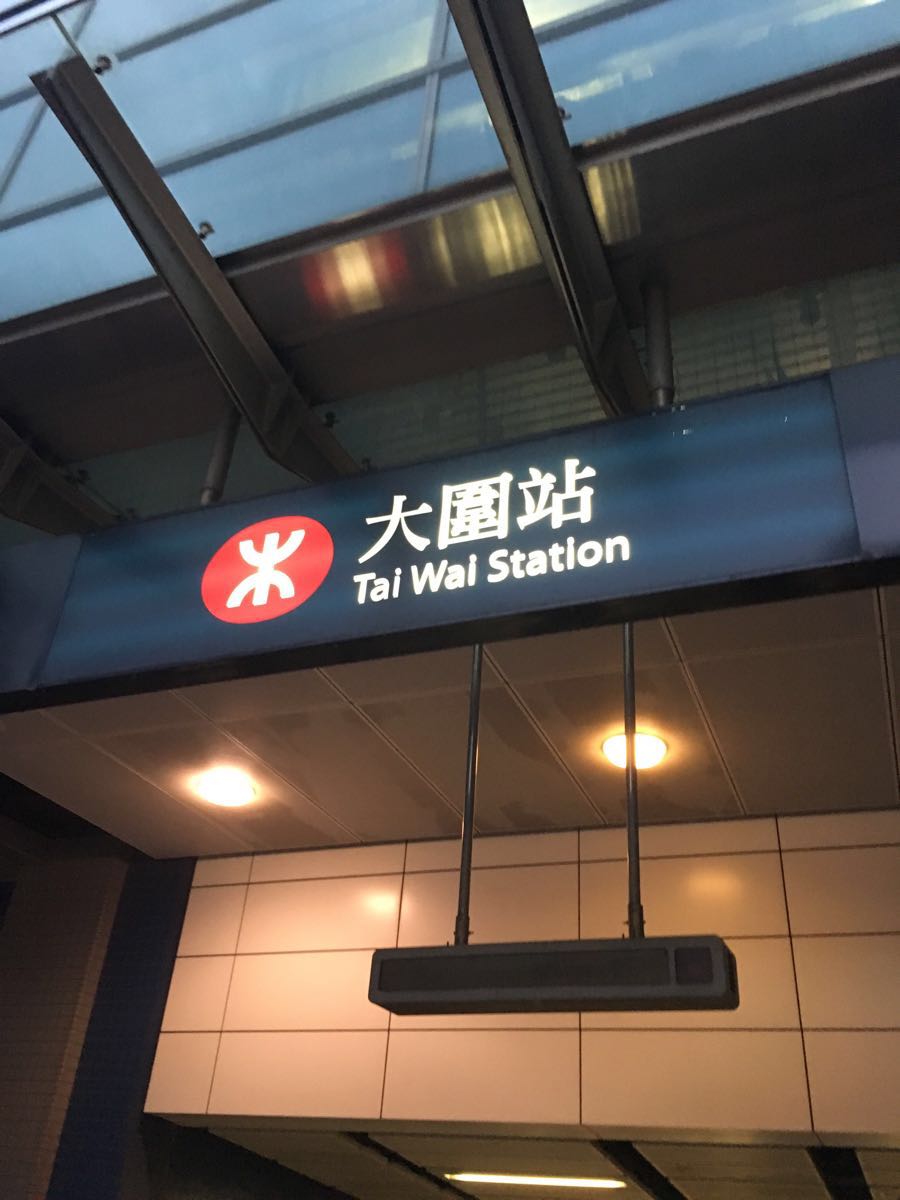 大圍站
Tai Wai Station